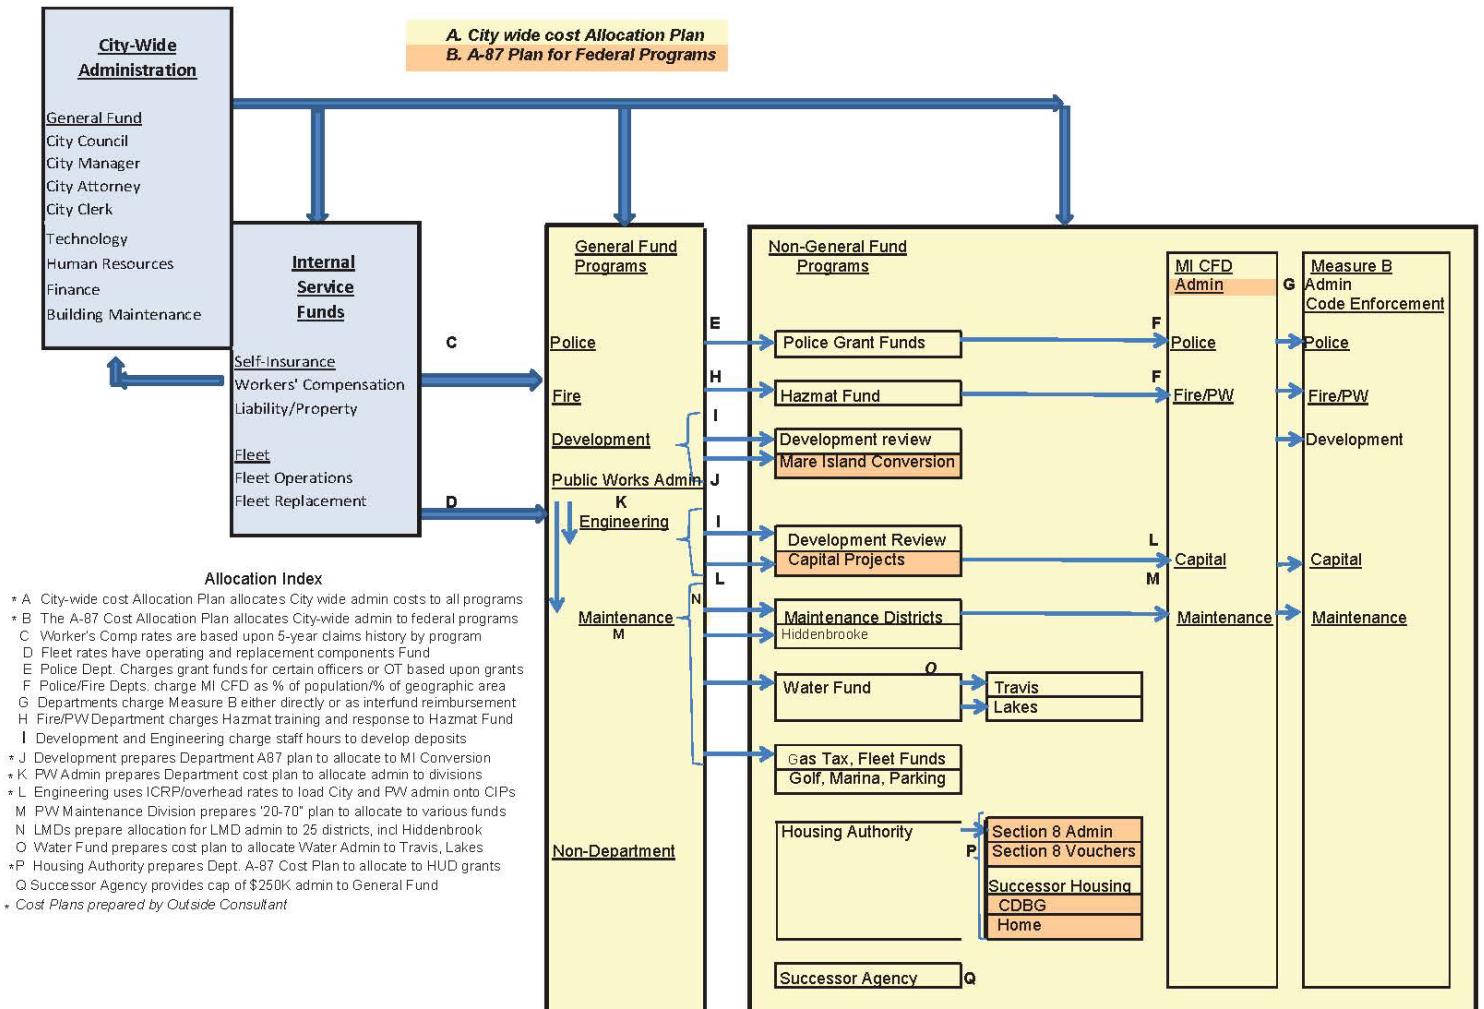 City-Wide
Administration
General Fund
City Council
City Manager
City Attorney
City Clerk
Technology
Human Resources
Finance
Building Maintenance
A. City wide cost Allocation Plan
B. A-87 Plan for Federal Programs
Internal
Service
Funds
Self-Insurance
Workers' Compensation
Liability/Property
Fleet
Fleet Operations
Fleet Replacement
C
D
General Fund
Programs
Police
Fire
Development
Public Works Admin
K
Engineering
Maintenance
M
Non-Department
E
H
I
J
I
L
N
Non-General Fund
Programs
Police Grant Funds
Hazmat Fund
Development review
Mare Island Conversion
Development Review
Capital Projects
Maintenance Districts
Hiddenbrooke
Water Fund
O
Travis
Lakes
Gas Tax, Fleet Funds
Golf, Marina, Parking
Housing Authority
P
Section 8 Admin
Section 8 Vouchers
Successor Housing
CDBG
Home
Successor Agency
Q
F
F
L
M
MI CFD
Admin
Police
Fire/PW
Capital
Maintenance
G
Measure B
Admin
Code Enforcement
Police
Fire/PW
Development
Capital
Maintenance
Allocation Index
* A City-wide cost Allocation Plan allocates City wide admin costs to all programs
* B The A-87 Cost Allocation Plan allocates City-wide admin to federal programs
C Worker's Comp rates are based upon 5-year claims history by program
D Fleet rates have operating and replacement components Fund
E Police Dept. Charges grant funds for certain officers or OT based upon grants
F Police/Fire Depts. charge MI CFD as % of population/% of geographic area
G Departments charge Measure B either directly or as interfund reimbursement
H Fire/PW Department charges Hazmat training and response to Hazmat Fund
I Development and Engineering charge staff hours to develop deposits
* J Development prepares Department A87 plan to allocate to MI Conversion
* K PW Admin prepares Department cost plan to allocate admin to divisions
* L Engineering uses ICRP/overhead rates to load City and PW admin onto CIPs
M PW Maintenance Division prepares '20-70" plan to allocate to various funds
N LMDs prepare allocation for LMD admin to 25 districts, incl Hiddenbrook
O Water Fund prepares cost plan to allocate Water Admin to Travis, Lakes
*P Housing Authority prepares Dept. A-87 Cost Plan to allocate to HUD grants
Q Successor Agency provides cap of $250K admin to General Fund
* Cost Plans prepared by Outside Consultant